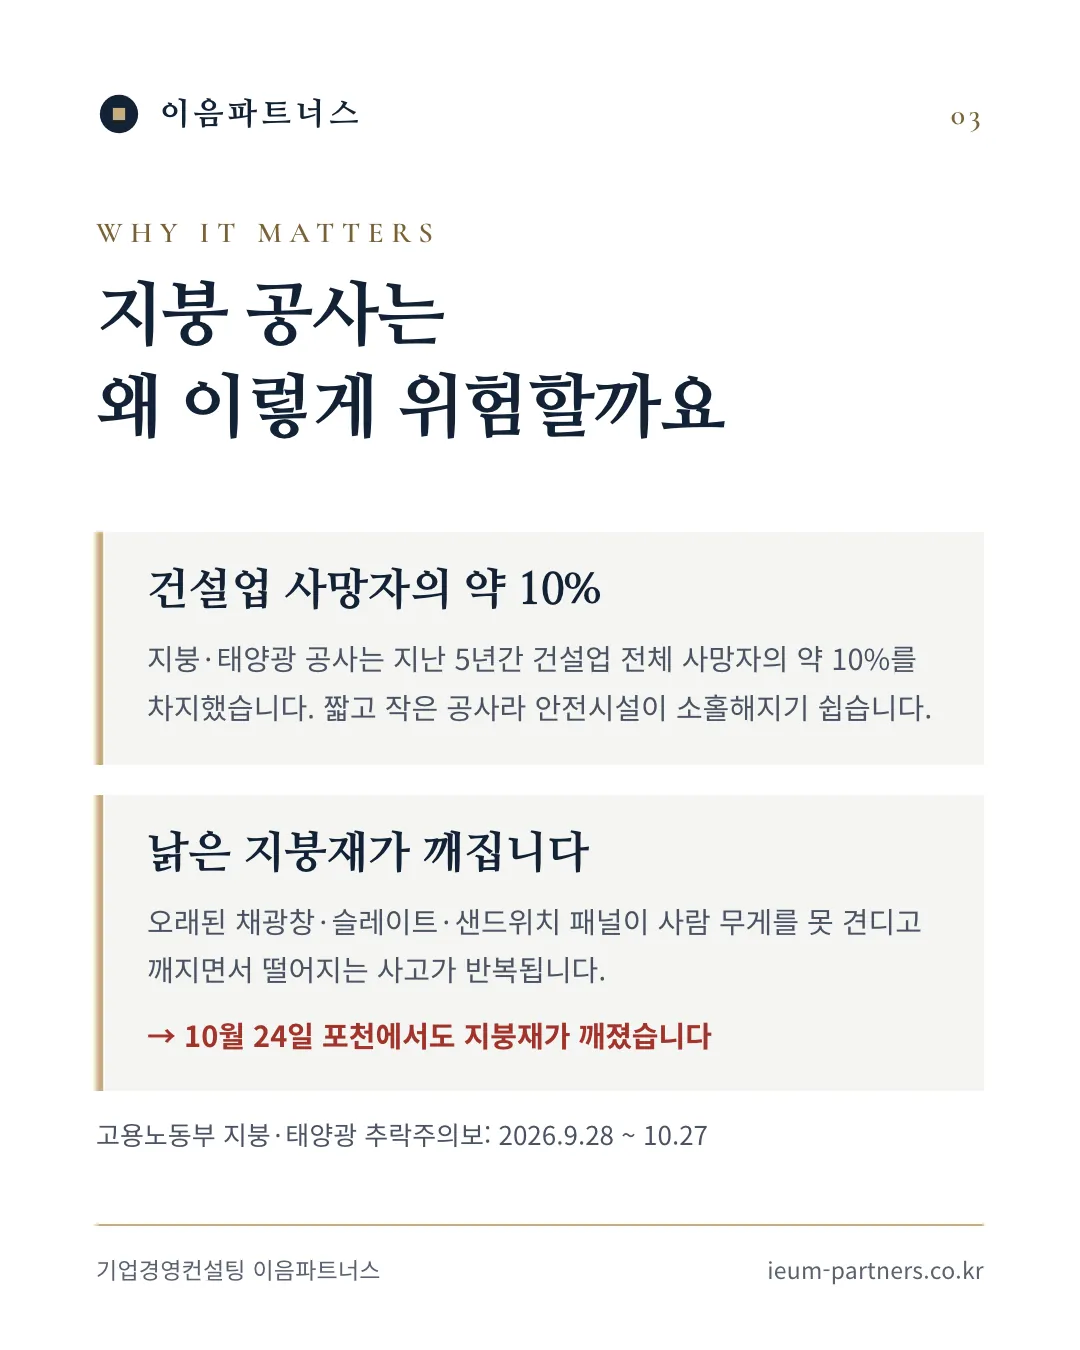 이음파트너스
03
WHY IT MATTERS
지붕 공사는
왜 이렇게 위험할까요
건설업 사망자의 약 10%
지붕·태양광 공사는 지난 5년간 건설업 전체 사망자의 약 10%를
차지했습니다. 짧고 작은 공사라 안전시설이 소홀해지기 쉽습니다.
낡은 지붕재가 깨집니다
오래된 채광창·슬레이트·샌드위치 패널이 사람 무게를 못 견디고
깨지면서 떨어지는 사고가 반복됩니다.
→ 10월 24일 포천에서도 지붕재가 깨졌습니다
고용노동부 지붕·태양광 추락주의보: 2026.9.28 ~ 10.27
기업경영컨설팅 이음파트너스
ieum-partners.co.kr